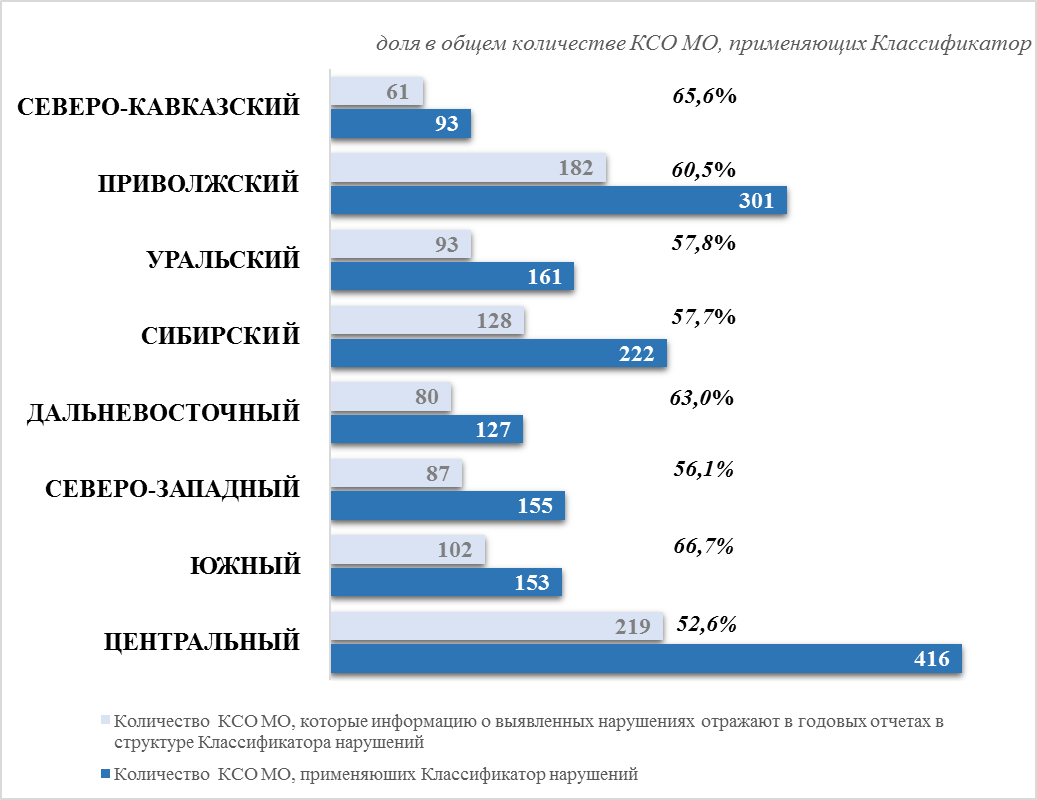 доля в общем количестве КСО МО, применяющих Классификатор
СЕВЕРО-КАВКАЗСКИЙ
61
65,6%
93
ПРИВОЛЖСКИЙ
182
60,5%
301
УРАЛЬСКИЙ
93
57,8%
161
СИБИРСКИЙ
128
57,7%
222
ДАЛЬНЕВОСТОЧНЫЙ
80
63,0%
127
СЕВЕРО-ЗАПАДНЫЙ
87
56,1%
155
ЮЖНЫЙ
102
66,7%
153
ЦЕНТРАЛЬНЫЙ
219
52,6%
416
Количество КСО МО, которые информацию о выявленных нарушениях отражают в годовых отчетах в
структуре Классификатора нарушений
Количество КСО МО, применяюших Классификатор нарушений